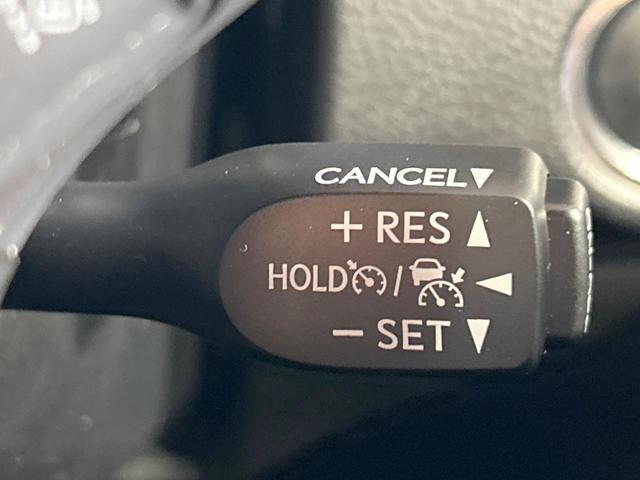 CANCEL▼
+ RES ▲
HOLD / ◀
− SET ▼